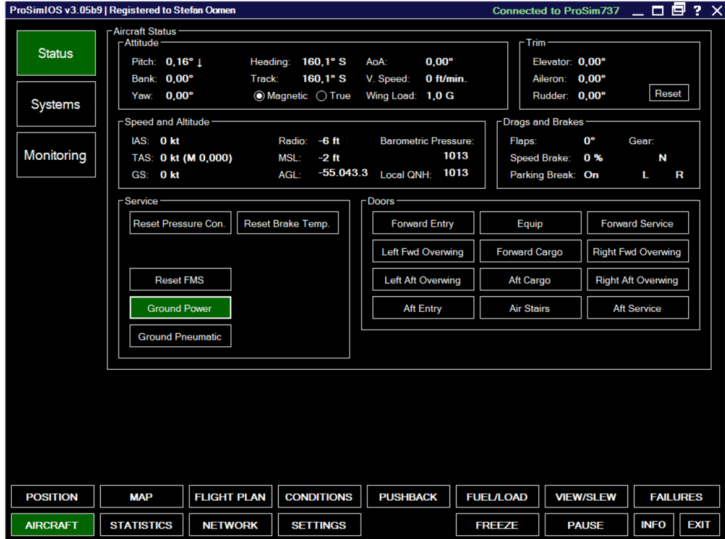 ProSimIOS v3.05b9 | Registered to Stefan Oomen Connected to ProSim737
Status
Systems
Monitoring
Aircraft Status
Attitude
Pitch: 0,16° ↓ Heading: 160,1° S AoA: 0,00°
Bank: 0,00° Track: 160,1° S V. Speed: 0 ft/min.
Yaw: 0,00° Magnetic True Wing Load: 1,0 G
Trim
Elevator: 0,00°
Aileron: 0,00°
Rudder: 0,00° Reset
Speed and Altitude
IAS: 0 kt Radio: -6 ft Barometric Pressure:
TAS: 0 kt (M 0,000) MSL: -2 ft 1013
GS: 0 kt AGL: -55.043.3 Local QNH: 1013
Drags and Brakes
Flaps: 0° Gear:
Speed Brake: 0 % N
Parking Break: On L R
Service
Reset Pressure Con. Reset Brake Temp.
Reset FMS
Ground Power
Ground Pneumatic
Doors
Forward Entry Equip Forward Service
Left Fwd Overwing Forward Cargo Right Fwd Overwing
Left Aft Overwing Aft Cargo Right Aft Overwing
Aft Entry Air Stairs Aft Service
POSITION MAP FLIGHT PLAN CONDITIONS PUSHBACK FUEL/LOAD VIEW/SLEW FAILURES
AIRCRAFT STATISTICS NETWORK SETTINGS FREEZE PAUSE INFO EXIT